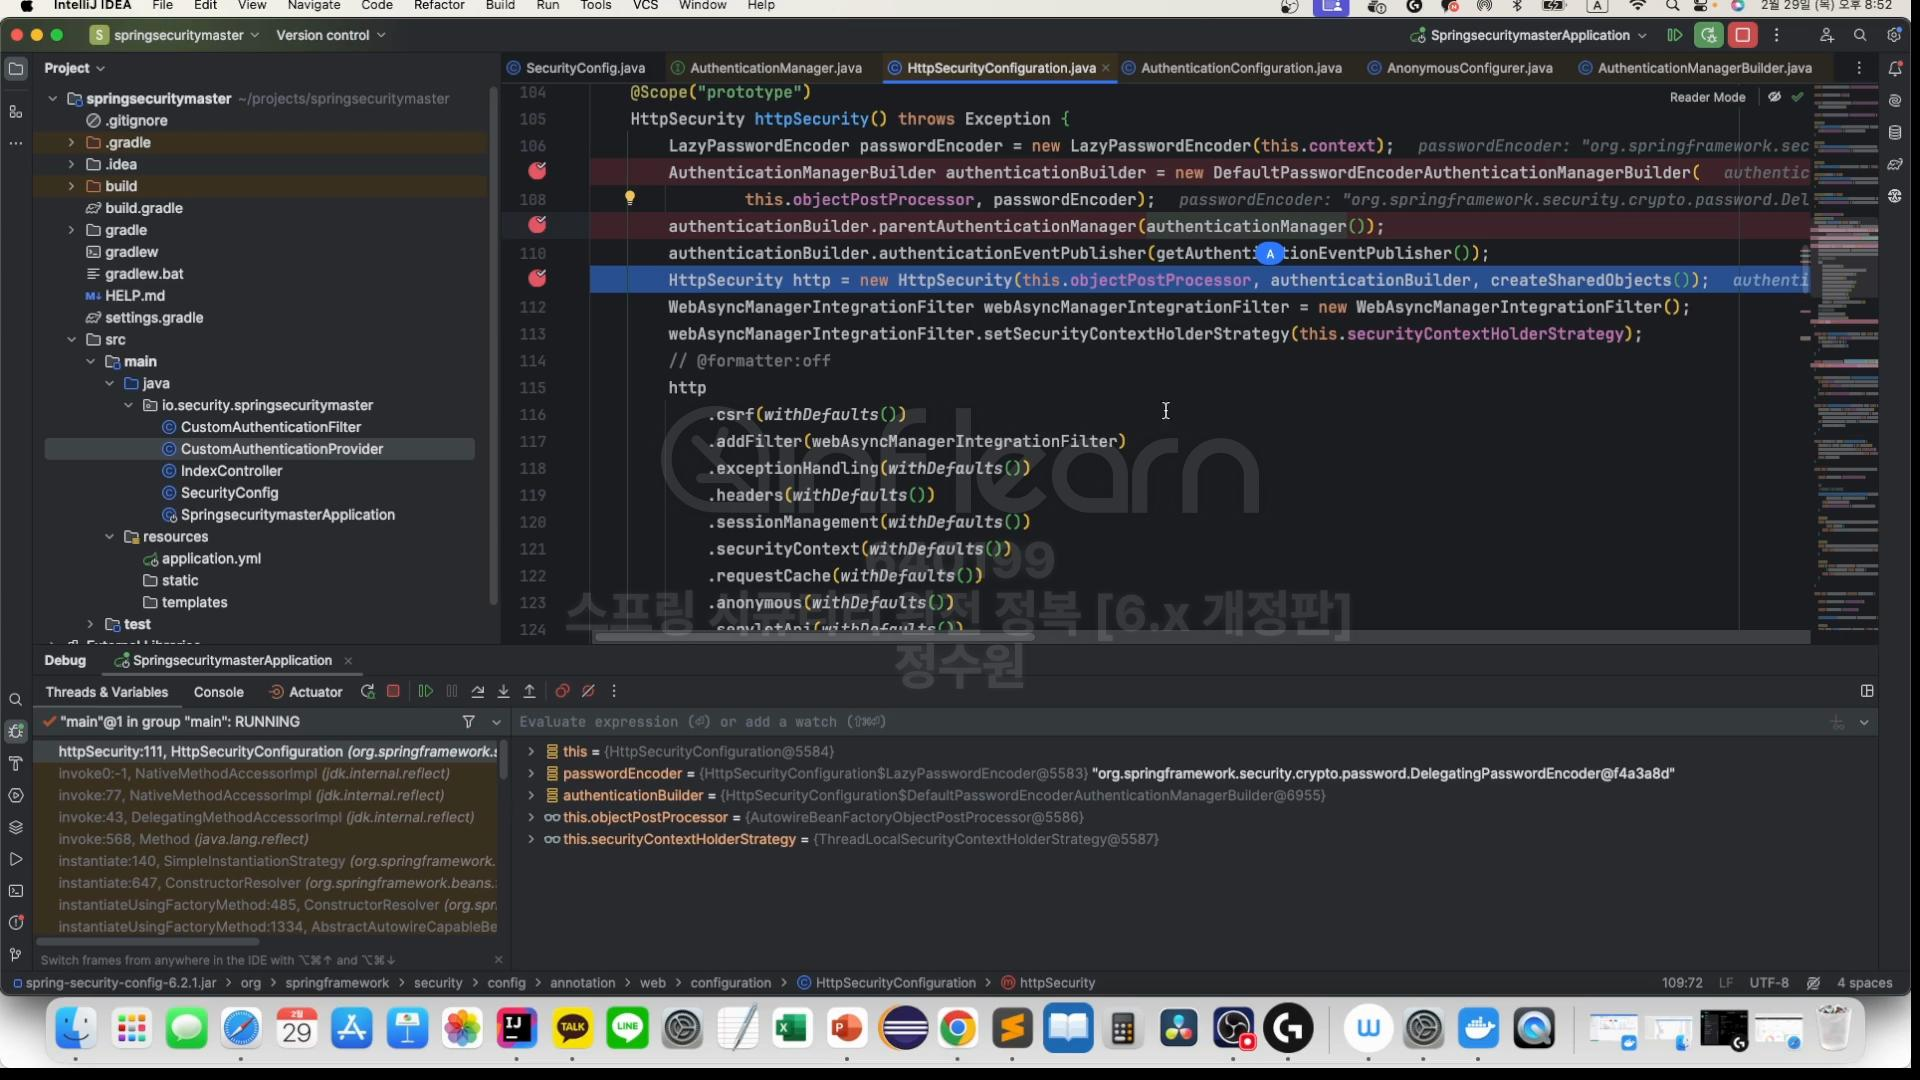 IntelliJ IDEA File Edit View Navigate Code Refactor Build Run Tools VCS Window Help A 2월 29일 (목) 오후 8:52
S springsecuritymaster Version control SpringsecuritymasterApplication
Project
SecurityConfig.java AuthenticationManager.java HttpSecurityConfiguration.java AuthenticationConfiguration.java AnonymousConfigurer.java AuthenticationManagerBuilder.java
Reader Mode
springsecuritymaster ~/projects/springsecuritymaster
.gitignore
.gradle
.idea
build
build.gradle
gradle
gradlew
gradlew.bat
HELP.md
settings.gradle
src
main
java
io.security.springsecuritymaster
CustomAuthenticationFilter
CustomAuthenticationProvider
IndexController
SecurityConfig
SpringsecuritymasterApplication
resources
application.yml
static
templates
test
104 @Scope("prototype")
105 HttpSecurity httpSecurity() throws Exception {
106 LazyPasswordEncoder passwordEncoder = new LazyPasswordEncoder(this.context); passwordEncoder: "org.springframework.sec
AuthenticationManagerBuilder authenticationBuilder = new DefaultPasswordEncoderAuthenticationManagerBuilder( authentic
108 this.objectPostProcessor, passwordEncoder); passwordEncoder: "org.springframework.security.crypto.password.Del
authenticationBuilder.parentAuthenticationManager(authenticationManager());
110 authenticationBuilder.authenticationEventPublisher(getAuthenticationEventPublisher());
A
HttpSecurity http = new HttpSecurity(this.objectPostProcessor, authenticationBuilder, createSharedObjects()); authenti
112 WebAsyncManagerIntegrationFilter webAsyncManagerIntegrationFilter = new WebAsyncManagerIntegrationFilter();
113 webAsyncManagerIntegrationFilter.setSecurityContextHolderStrategy(this.securityContextHolderStrategy);
114 // @formatter:off
115 http
116 .csrf(withDefaults())
117 .addFilter(webAsyncManagerIntegrationFilter)
118 .exceptionHandling(withDefaults())
119 .headers(withDefaults())
120 .sessionManagement(withDefaults())
121 .securityContext(withDefaults())
122 .requestCache(withDefaults())
123 .anonymous(withDefaults())
124 .servletApi(withDefaults())
inflearn
640199
스프링 시큐리티 완전 정복 [6.x 개정판]
정수원
Debug SpringsecuritymasterApplication
Threads & Variables Console Actuator
"main"@1 in group "main": RUNNING
Evaluate expression (⏎) or add a watch (⇧⌘⏎)
httpSecurity:111, HttpSecurityConfiguration (org.springframework.s
invoke0:-1, NativeMethodAccessorImpl (jdk.internal.reflect)
invoke:77, NativeMethodAccessorImpl (jdk.internal.reflect)
invoke:43, DelegatingMethodAccessorImpl (jdk.internal.reflect)
invoke:568, Method (java.lang.reflect)
instantiate:140, SimpleInstantiationStrategy (org.springframework.
instantiate:647, ConstructorResolver (org.springframework.beans.
instantiateUsingFactoryMethod:485, ConstructorResolver (org.spr
instantiateUsingFactoryMethod:1334, AbstractAutowireCapableBe
this = {HttpSecurityConfiguration@5584}
passwordEncoder = {HttpSecurityConfiguration$LazyPasswordEncoder@5583} "org.springframework.security.crypto.password.DelegatingPasswordEncoder@f4a3a8d"
authenticationBuilder = {HttpSecurityConfiguration$DefaultPasswordEncoderAuthenticationManagerBuilder@6955}
this.objectPostProcessor = {AutowireBeanFactoryObjectPostProcessor@5586}
this.securityContextHolderStrategy = {ThreadLocalSecurityContextHolderStrategy@5587}
Switch frames from anywhere in the IDE with ⌥⌘↑ and ⌥⌘↓
spring-security-config-6.2.1.jar org springframework security config annotation web configuration HttpSecurityConfiguration httpSecurity 109:72 LF UTF-8 4 spaces
2월
29
IJ
TALK
LINE